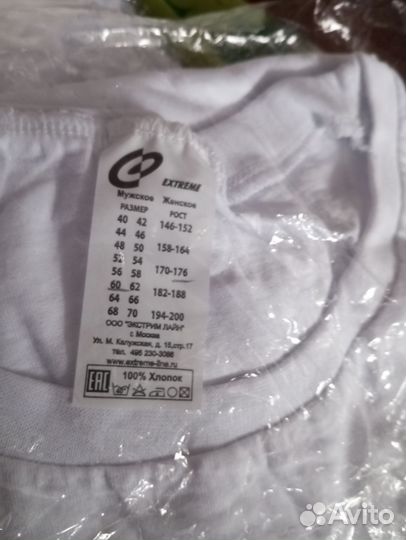 EXTREME
Мужское Женское
РАЗМЕР РОСТ
40 42 146-152
44 46
48 50 158-164
52 54
56 58 170-176
60 62
64 66 182-188
68 70 194-200
ООО "ЭКСТРИМ ЛАЙН"
г. Москва
Ул. М. Калужская, д. 15,стр.17
тел. 495 230-3086
www.extreme-line.ru
EAC 100% Хлопок
Avito